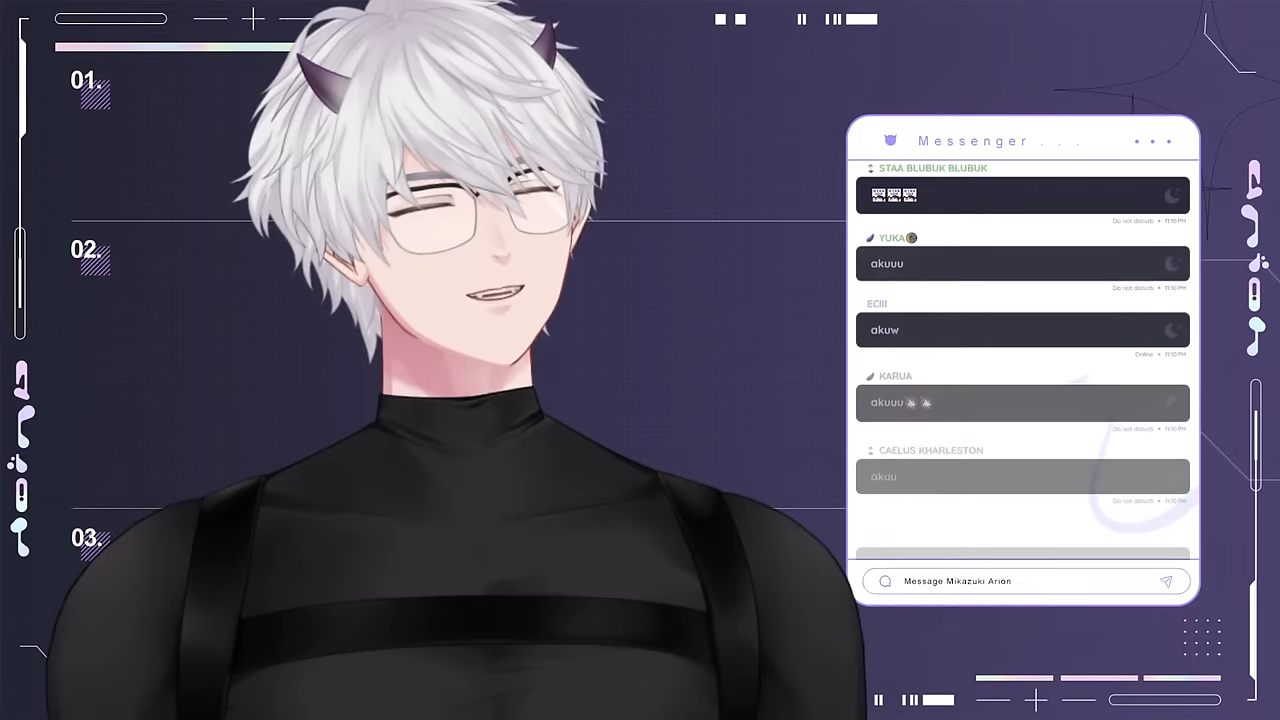 01.
02.
03.
Messenger . . .
STAA BLUBUK BLUBUK
Do not disturb • 11:10 PM
YUKA
akuuu
Do not disturb • 11:10 PM
ECIII
akuw
Online • 11:10 PM
KARUA
akuuu
Do not disturb • 11:10 PM
CAELUS KHARLESTON
akuu
Do not disturb • 11:10 PM
Message Mikazuki Arion